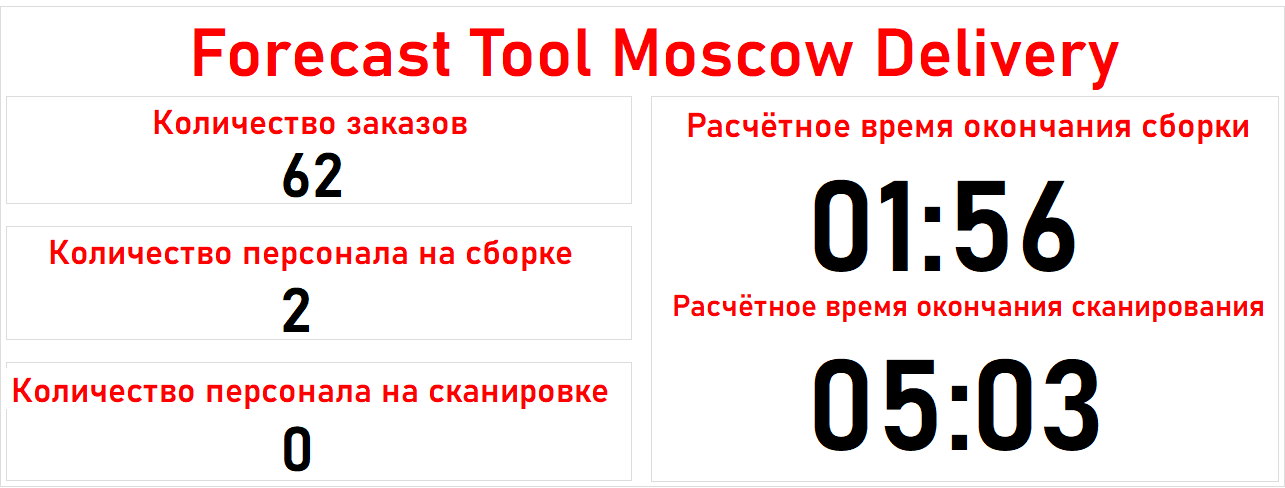 Forecast Tool Moscow Delivery
Количество заказов
62
Количество персонала на сборке
2
Количество персонала на сканировке
0
Расчётное время окончания сборки
01:56
Расчётное время окончания сканирования
05:03